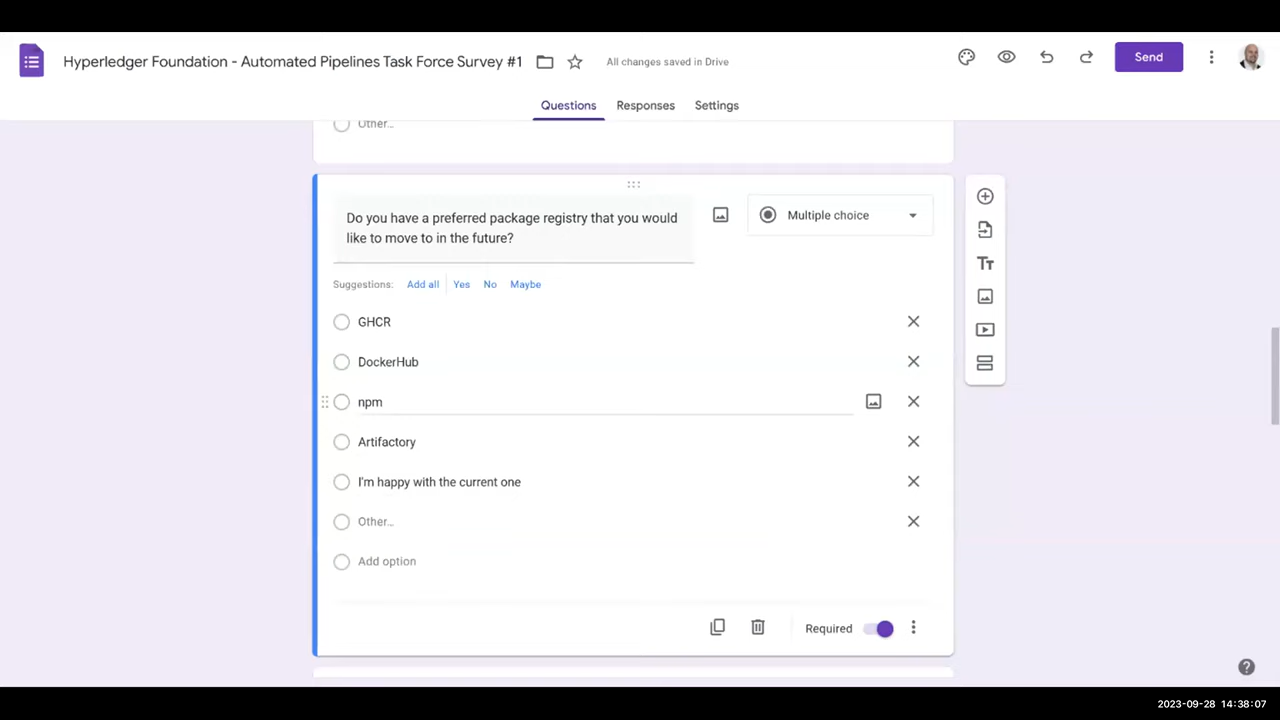 Hyperledger Foundation - Automated Pipelines Task Force Survey #1
All changes saved in Drive
Send
Questions
Responses
Settings
Other...
Do you have a preferred package registry that you would
like to move to in the future?
Multiple choice
Suggestions:
Add all
Yes
No
Maybe
GHCR
DockerHub
npm
Artifactory
I'm happy with the current one
Other...
Add option
Required
Tт
2023-09-28 14:38:07